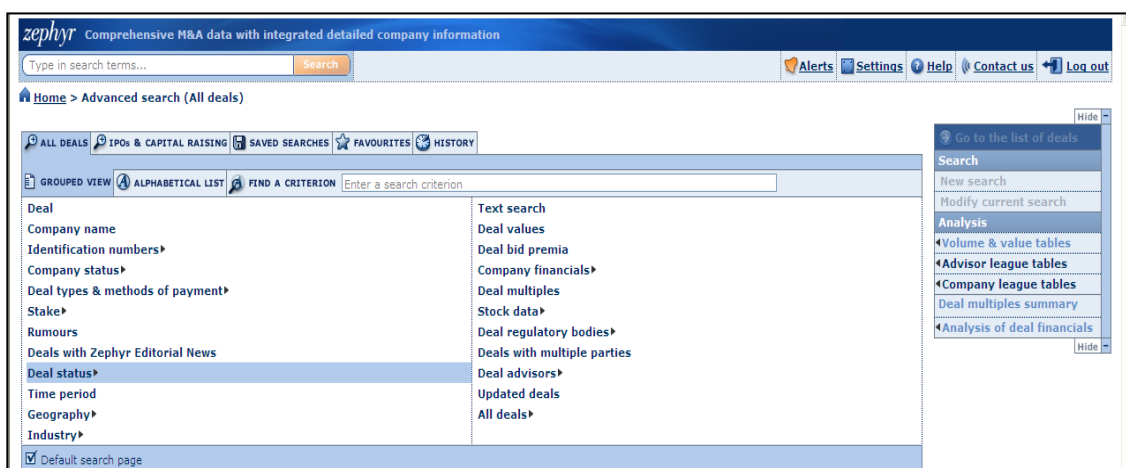 zephyr Comprehensive M&A data with integrated detailed company information
Type in search terms... Search Alerts Settings Help Contact us Log out
Home > Advanced search (All deals)
Hide
ALL DEALS IPOs & CAPITAL RAISING SAVED SEARCHES FAVOURITES HISTORY
GROUPED VIEW ALPHABETICAL LIST FIND A CRITERION Enter a search criterion
Deal
Company name
Identification numbers
Company status
Deal types & methods of payment
Stake
Rumours
Deals with Zephyr Editorial News
Deal status
Time period
Geography
Industry
Text search
Deal values
Deal bid premia
Company financials
Deal multiples
Stock data
Deal regulatory bodies
Deals with multiple parties
Deal advisors
Updated deals
All deals
Default search page
Go to the list of deals
Search
New search
Modify current search
Analysis
Volume & value tables
Advisor league tables
Company league tables
Deal multiples summary
Analysis of deal financials
Hide